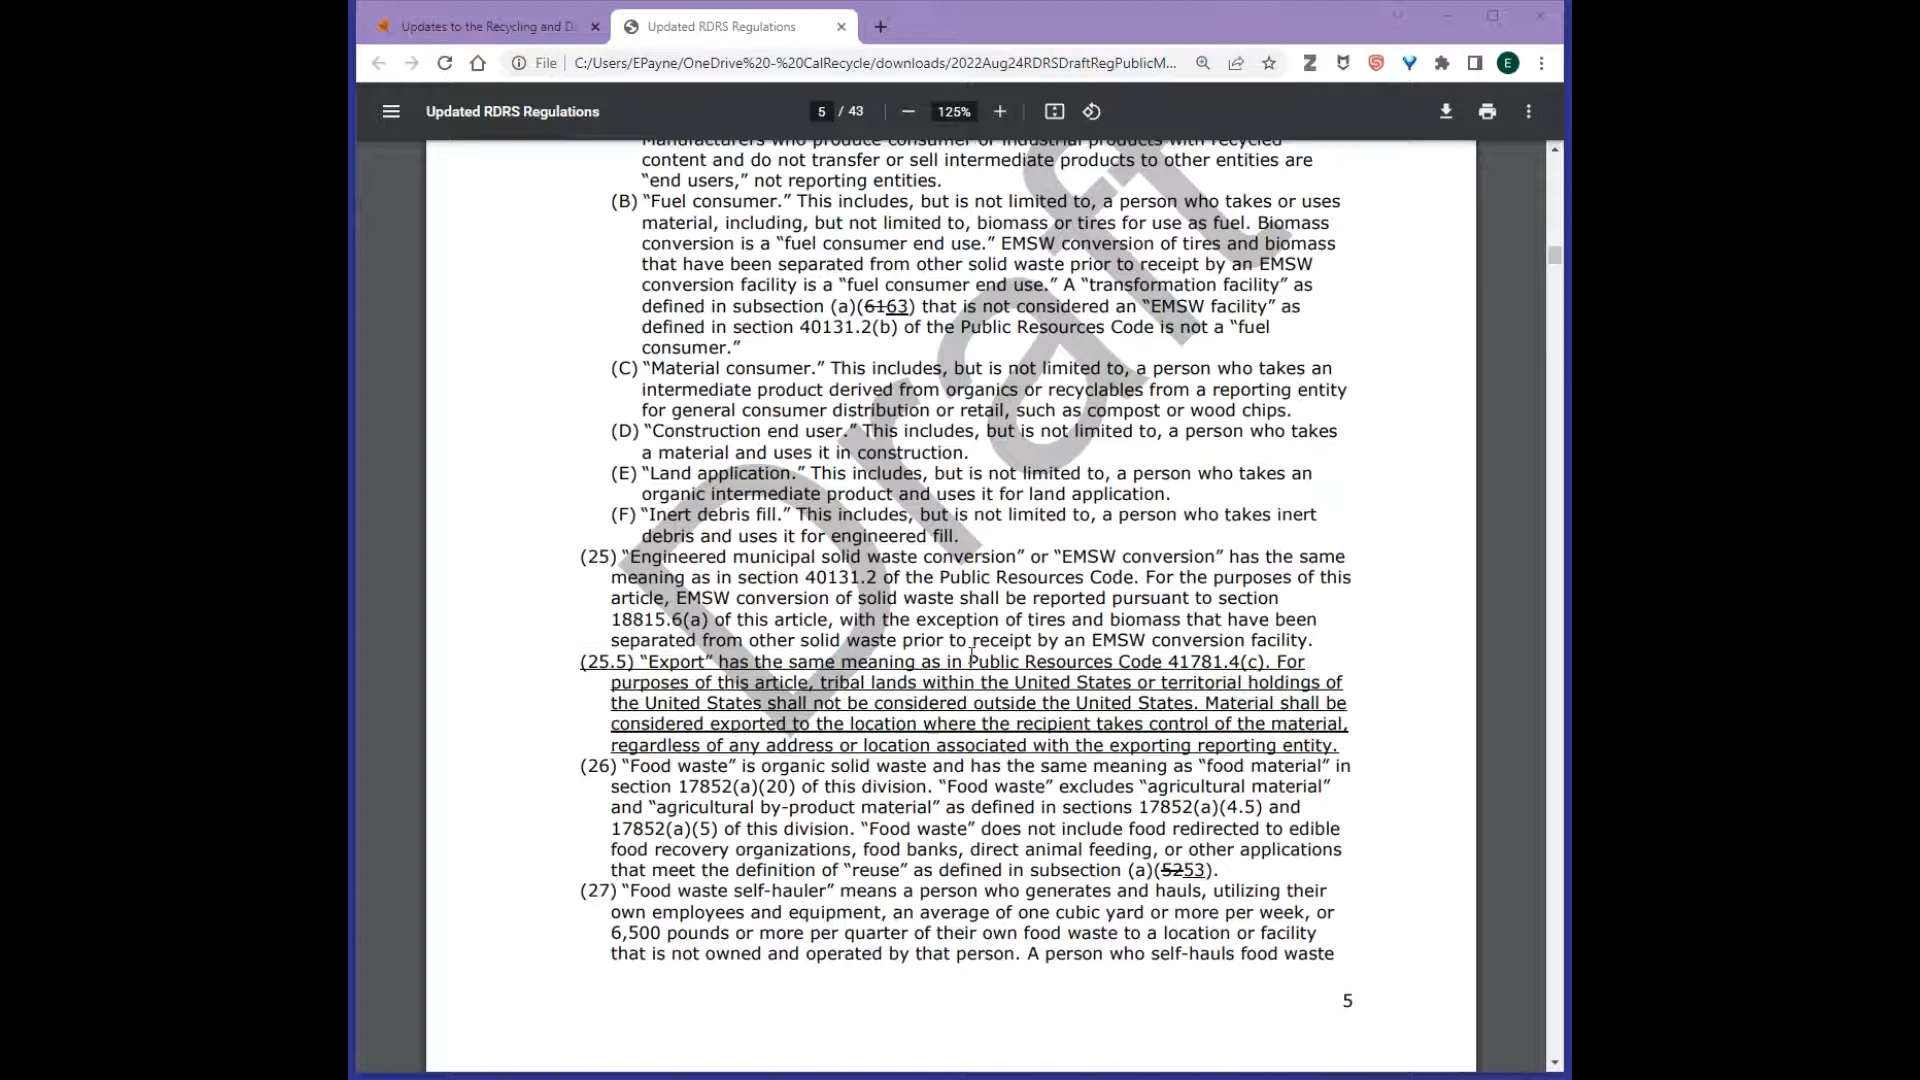 Updates to the Recycling and D
Updated RDRS Regulations
File
C:/Users/EPayne/OneDrive%20-%20CalRecycle/downloads/2022Aug24RDRSDraftRegPublicM...
E
Updated RDRS Regulations
5 / 43
125%
Manufacturers who produce consumer or industrial products with recycled
content and do not transfer or sell intermediate products to other entities are
“end users,” not reporting entities.
(B) “Fuel consumer.” This includes, but is not limited to, a person who takes or uses
material, including, but not limited to, biomass or tires for use as fuel. Biomass
conversion is a “fuel consumer end use.” EMSW conversion of tires and biomass
that have been separated from other solid waste prior to receipt by an EMSW
conversion facility is a “fuel consumer end use.” A “transformation facility” as
defined in subsection (a)(6163) that is not considered an “EMSW facility” as
defined in section 40131.2(b) of the Public Resources Code is not a “fuel
consumer.”
(C) “Material consumer.” This includes, but is not limited to, a person who takes an
intermediate product derived from organics or recyclables from a reporting entity
for general consumer distribution or retail, such as compost or wood chips.
(D) “Construction end user.” This includes, but is not limited to, a person who takes
a material and uses it in construction.
(E) “Land application.” This includes, but is not limited to, a person who takes an
organic intermediate product and uses it for land application.
(F) “Inert debris fill.” This includes, but is not limited to, a person who takes inert
debris and uses it for engineered fill.
(25) “Engineered municipal solid waste conversion” or “EMSW conversion” has the same
meaning as in section 40131.2 of the Public Resources Code. For the purposes of this
article, EMSW conversion of solid waste shall be reported pursuant to section
18815.6(a) of this article, with the exception of tires and biomass that have been
separated from other solid waste prior to receipt by an EMSW conversion facility.
(25.5) “Export” has the same meaning as in Public Resources Code 41781.4(c). For
purposes of this article, tribal lands within the United States or territorial holdings of
the United States shall not be considered outside the United States. Material shall be
considered exported to the location where the recipient takes control of the material,
regardless of any address or location associated with the exporting reporting entity.
(26) “Food waste” is organic solid waste and has the same meaning as “food material” in
section 17852(a)(20) of this division. “Food waste” excludes “agricultural material”
and “agricultural by-product material” as defined in sections 17852(a)(4.5) and
17852(a)(5) of this division. “Food waste” does not include food redirected to edible
food recovery organizations, food banks, direct animal feeding, or other applications
that meet the definition of “reuse” as defined in subsection (a)(5253).
(27) “Food waste self-hauler” means a person who generates and hauls, utilizing their
own employees and equipment, an average of one cubic yard or more per week, or
6,500 pounds or more per quarter of their own food waste to a location or facility
that is not owned and operated by that person. A person who self-hauls food waste
5
Draft